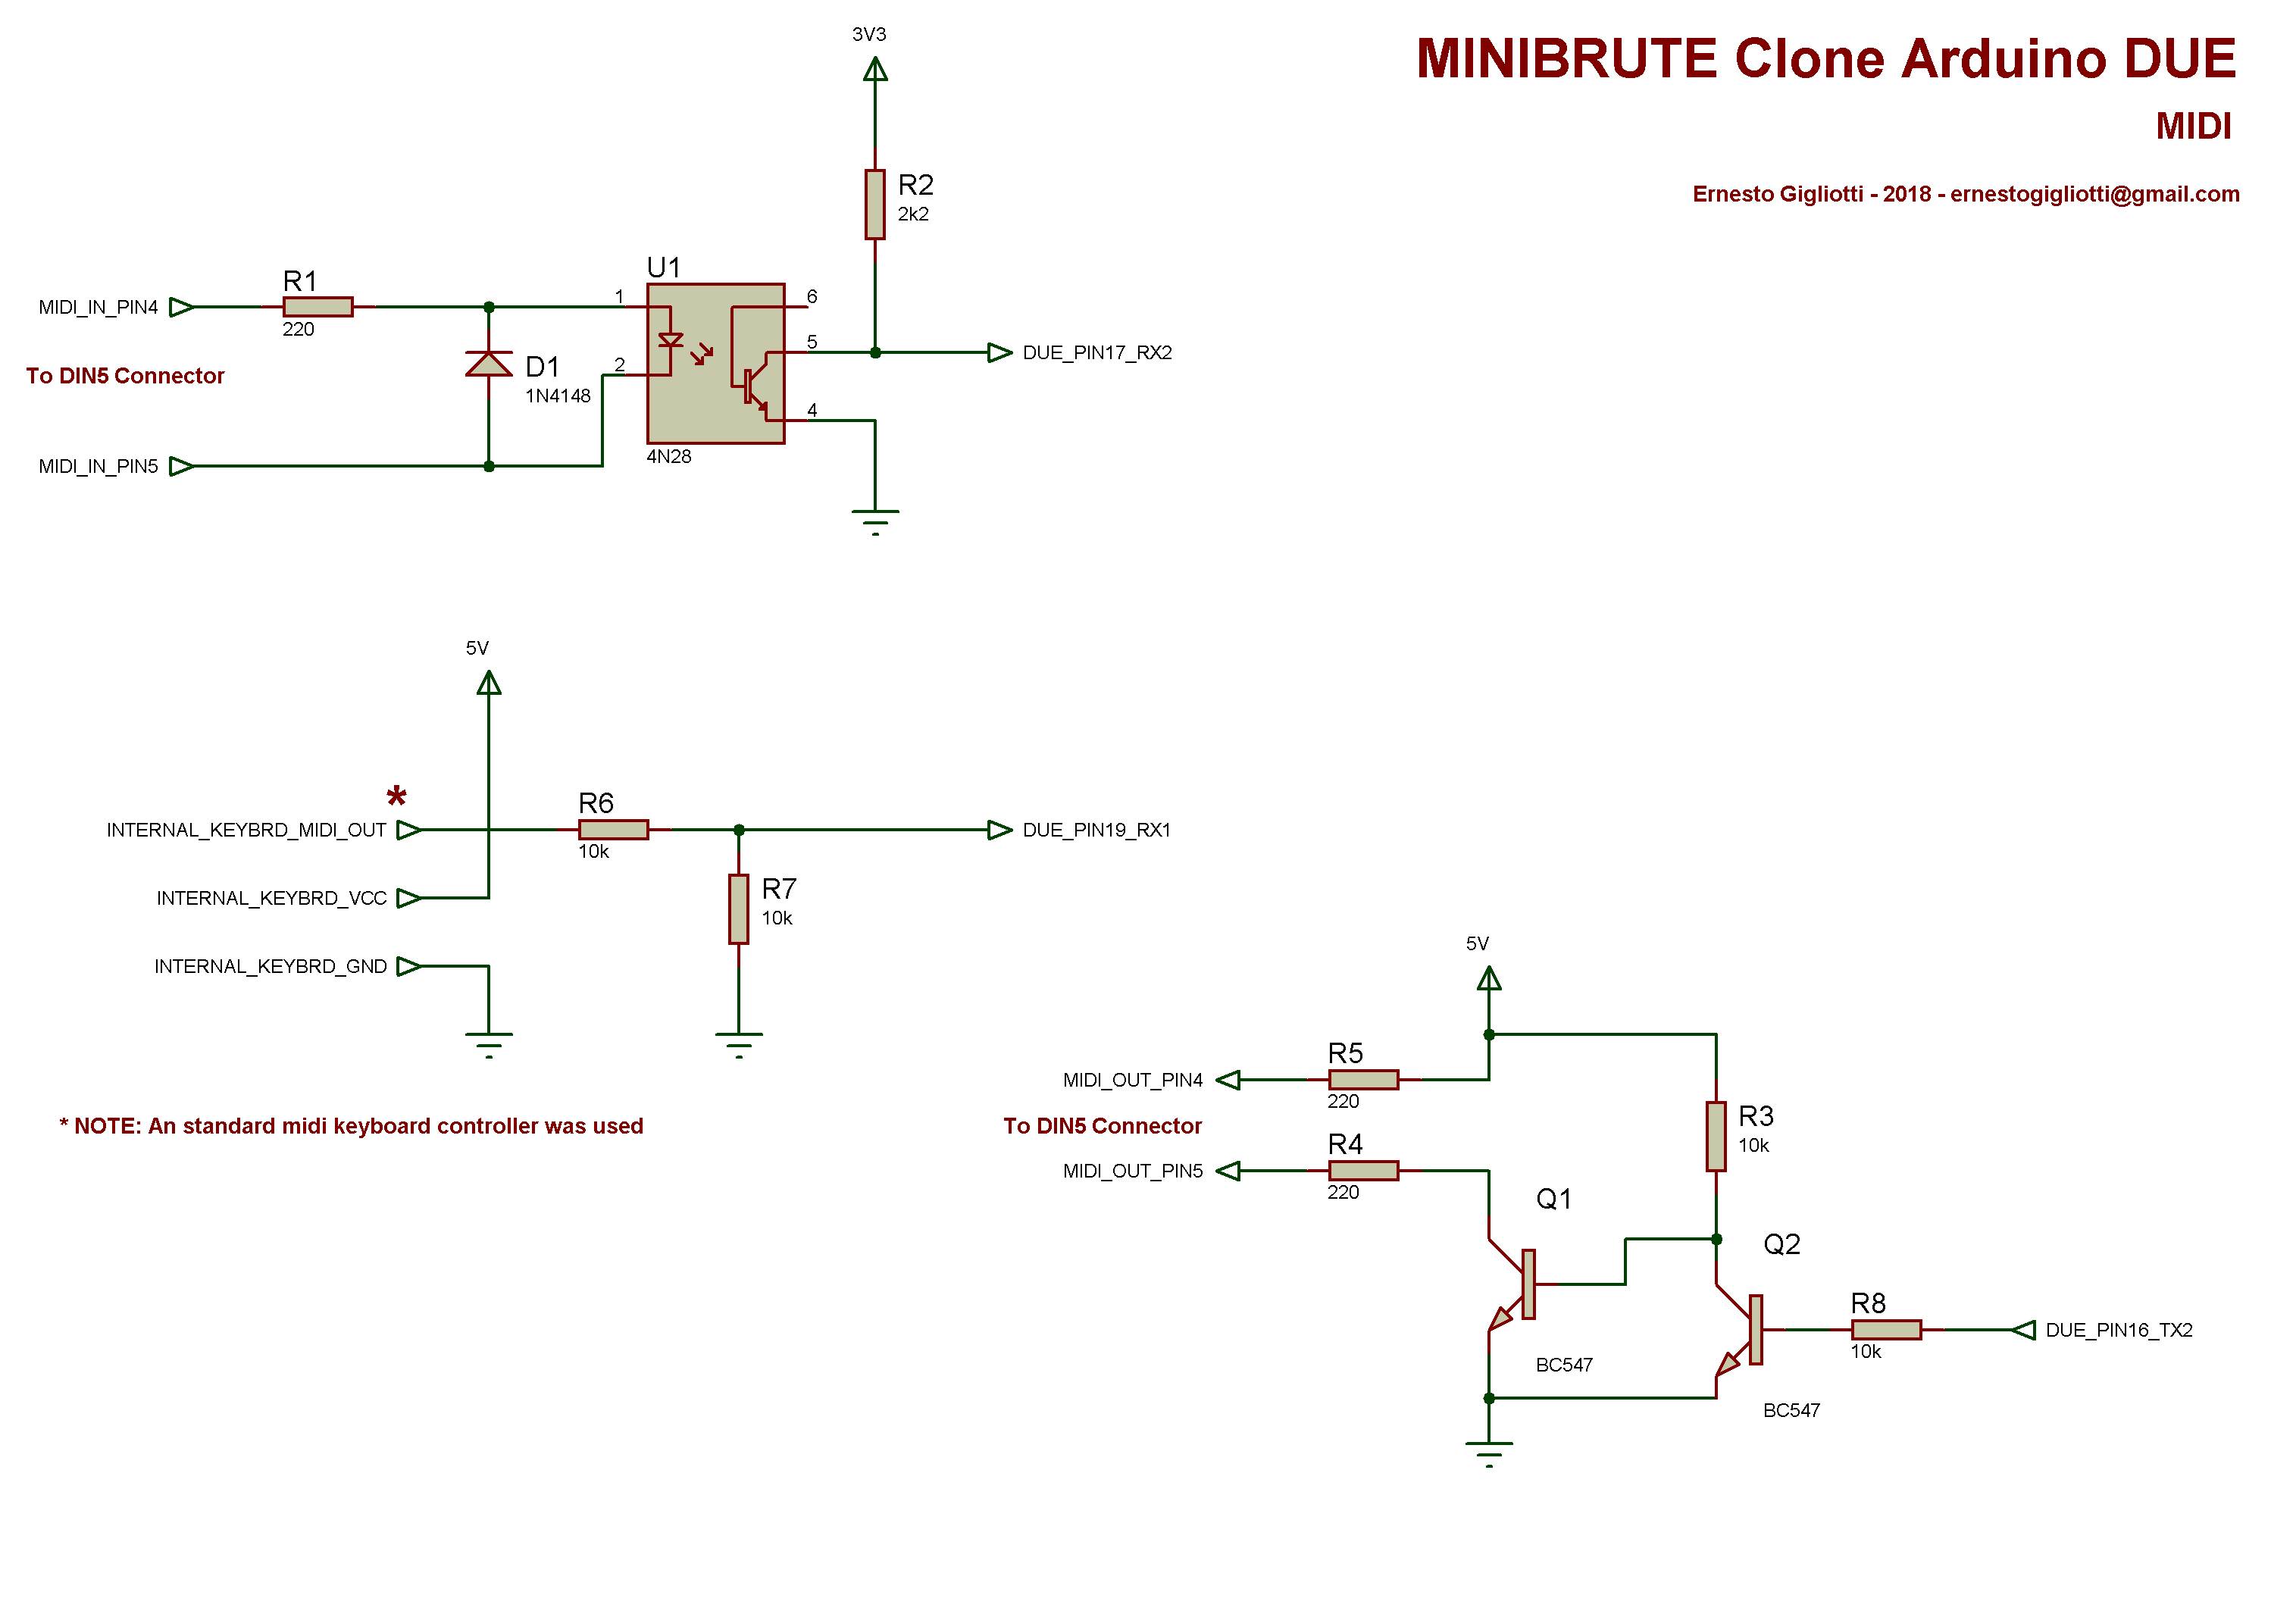 MINIBRUTE Clone Arduino DUE
MIDI
Ernesto Gigliotti - 2018 - ernestogigliotti@gmail.com
3V3
R2
2k2
U1
1
2
6
5
4
4N28
R1
220
MIDI_IN_PIN4
To DIN5 Connector
D1
1N4148
MIDI_IN_PIN5
DUE_PIN17_RX2
5V
*
INTERNAL_KEYBRD_MIDI_OUT
R6
10k
DUE_PIN19_RX1
INTERNAL_KEYBRD_VCC
R7
10k
INTERNAL_KEYBRD_GND
* NOTE: An standard midi keyboard controller was used
5V
R5
MIDI_OUT_PIN4
220
To DIN5 Connector
R4
MIDI_OUT_PIN5
220
R3
10k
Q1
BC547
Q2
BC547
R8
10k
DUE_PIN16_TX2